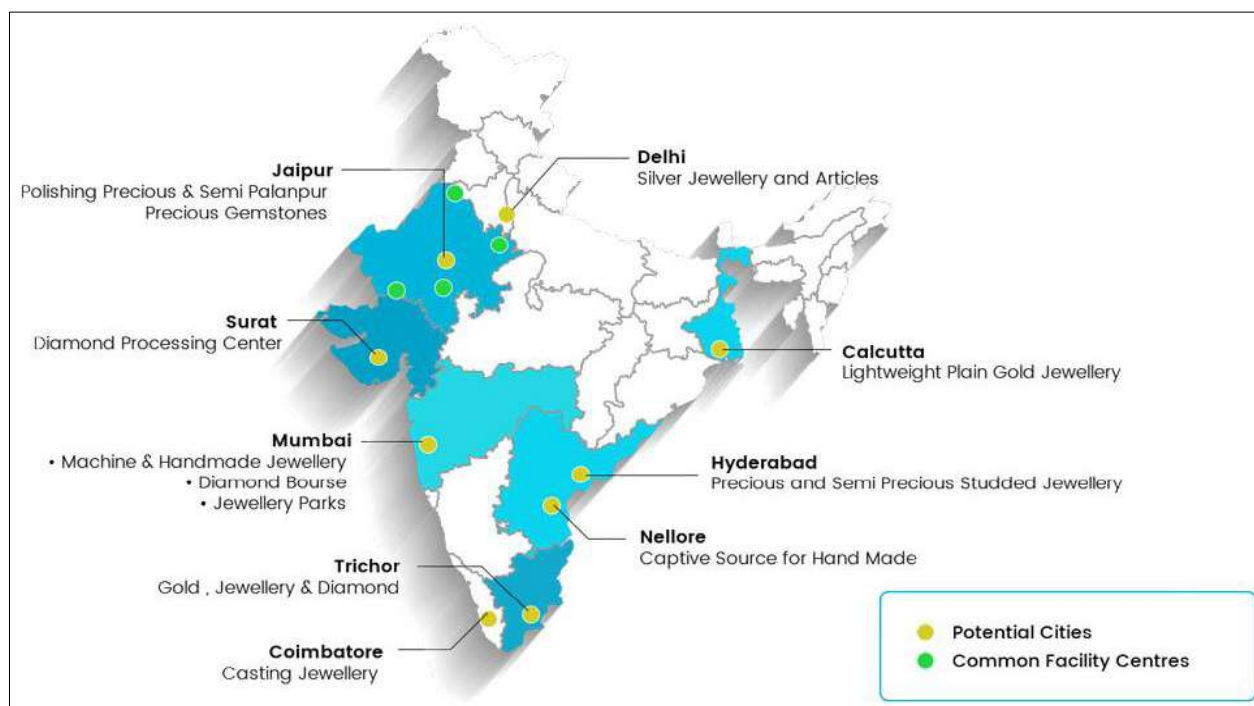 Jaipur
Polishing Precious & Semi Palanpur
Precious Gemstones
Delhi
Silver Jewellery and Articles
Surat
Diamond Processing Center
Calcutta
Lightweight Plain Gold Jewellery
Mumbai
• Machine & Handmade Jewellery
• Diamond Bourse
• Jewellery Parks
Hyderabad
Precious and Semi Precious Studded Jewellery
Nellore
Captive Source for Hand Made
Trichor
Gold , Jewellery & Diamond
Coimbatore
Casting Jewellery
Potential Cities
Common Facility Centres